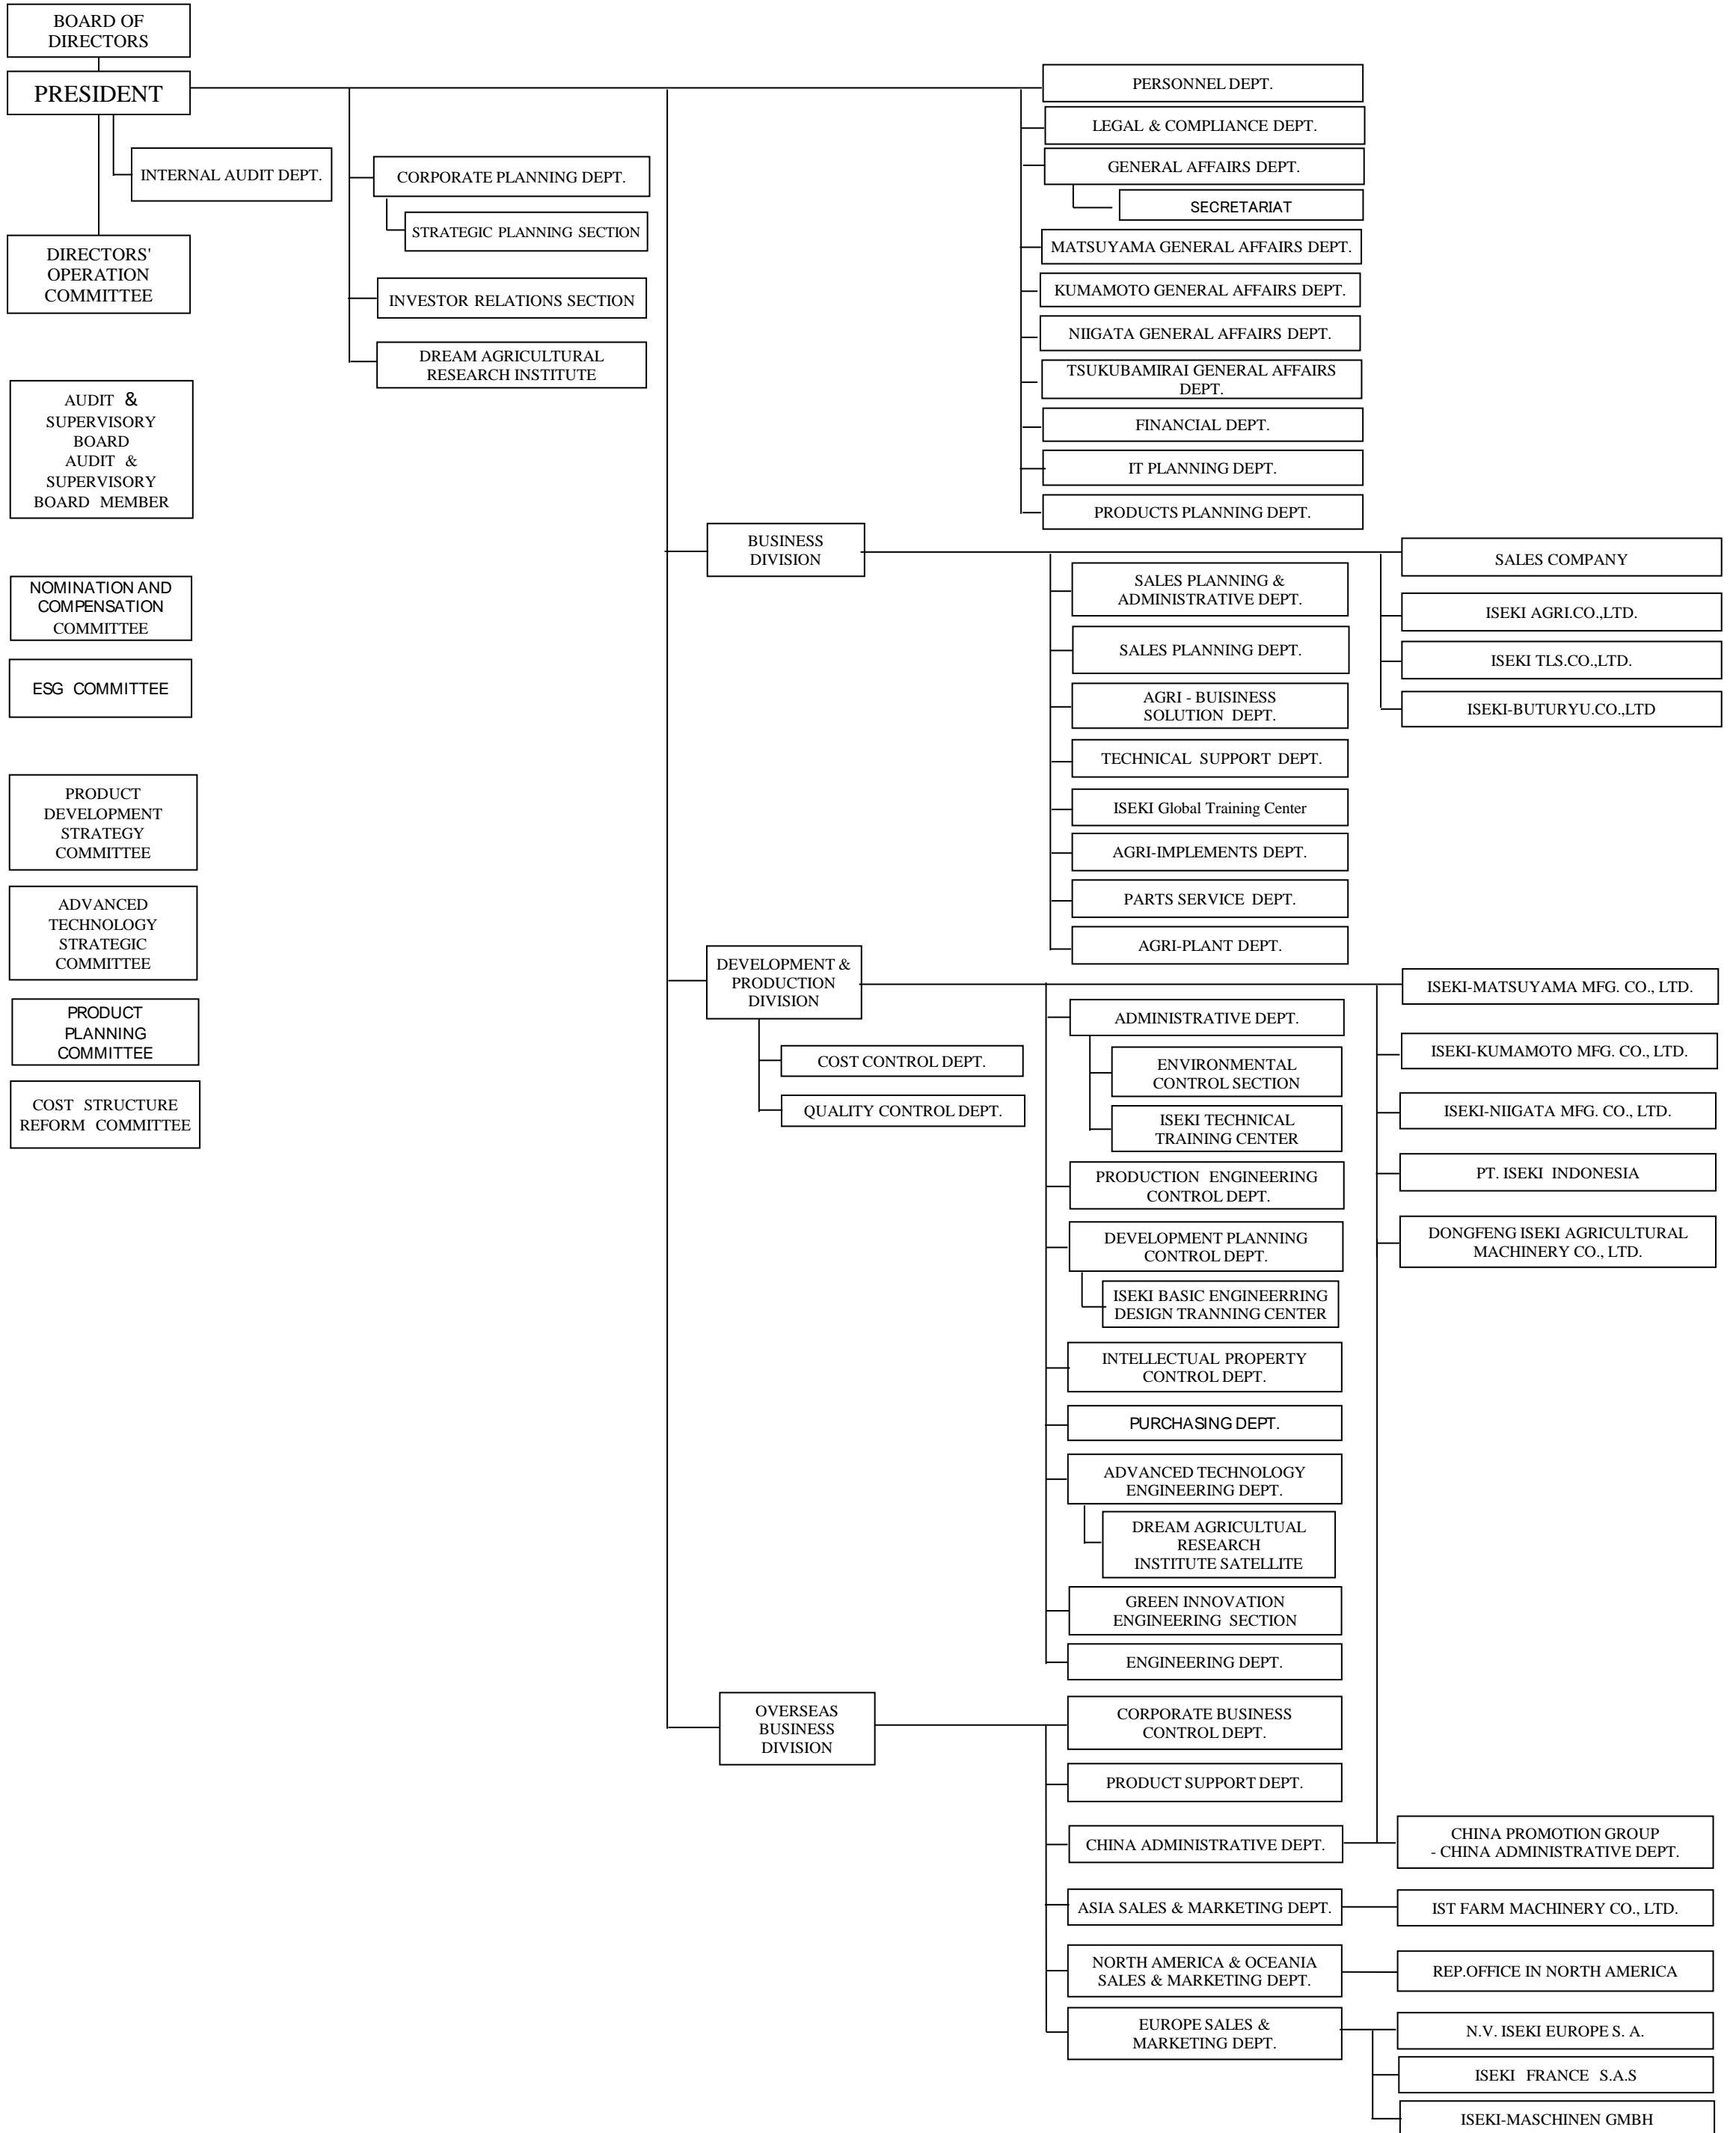 BOARD OF
DIRECTORS
PRESIDENT
INTERNAL AUDIT DEPT.
DIRECTORS'
OPERATION
COMMITTEE
AUDIT &
SUPERVISORY
BOARD
AUDIT &
SUPERVISORY
BOARD MEMBER
NOMINATION AND
COMPENSATION
COMMITTEE
ESG COMMITTEE
PRODUCT
DEVELOPMENT
STRATEGY
COMMITTEE
ADVANCED
TECHNOLOGY
STRATEGIC
COMMITTEE
PRODUCT
PLANNING
COMMITTEE
COST STRUCTURE
REFORM COMMITTEE
CORPORATE PLANNING DEPT.
STRATEGIC PLANNING SECTION
INVESTOR RELATIONS SECTION
DREAM AGRICULTURAL
RESEARCH INSTITUTE
PERSONNEL DEPT.
LEGAL & COMPLIANCE DEPT.
GENERAL AFFAIRS DEPT.
SECRETARIAT
MATSUYAMA GENERAL AFFAIRS DEPT.
KUMAMOTO GENERAL AFFAIRS DEPT.
NIIGATA GENERAL AFFAIRS DEPT.
TSUKUBAMIRAI GENERAL AFFAIRS
DEPT.
FINANCIAL DEPT.
IT PLANNING DEPT.
PRODUCTS PLANNING DEPT.
BUSINESS
DIVISION
SALES PLANNING &
ADMINISTRATIVE DEPT.
SALES PLANNING DEPT.
AGRI - BUISINESS
SOLUTION DEPT.
TECHNICAL SUPPORT DEPT.
ISEKI Global Training Center
AGRI-IMPLEMENTS DEPT.
PARTS SERVICE DEPT.
AGRI-PLANT DEPT.
SALES COMPANY
ISEKI AGRI.CO.,LTD.
ISEKI TLS.CO.,LTD.
ISEKI-BUTURYU.CO.,LTD
DEVELOPMENT &
PRODUCTION
DIVISION
COST CONTROL DEPT.
QUALITY CONTROL DEPT.
ADMINISTRATIVE DEPT.
ENVIRONMENTAL
CONTROL SECTION
ISEKI TECHNICAL
TRAINING CENTER
PRODUCTION ENGINEERING
CONTROL DEPT.
DEVELOPMENT PLANNING
CONTROL DEPT.
ISEKI BASIC ENGINEERRING
DESIGN TRANNING CENTER
INTELLECTUAL PROPERTY
CONTROL DEPT.
PURCHASING DEPT.
ADVANCED TECHNOLOGY
ENGINEERING DEPT.
DREAM AGRICULTUAL
RESEARCH
INSTITUTE SATELLITE
GREEN INNOVATION
ENGINEERING SECTION
ENGINEERING DEPT.
ISEKI-MATSUYAMA MFG. CO., LTD.
ISEKI-KUMAMOTO MFG. CO., LTD.
ISEKI-NIIGATA MFG. CO., LTD.
PT. ISEKI INDONESIA
DONGFENG ISEKI AGRICULTURAL
MACHINERY CO., LTD.
OVERSEAS
BUSINESS
DIVISION
CORPORATE BUSINESS
CONTROL DEPT.
PRODUCT SUPPORT DEPT.
CHINA ADMINISTRATIVE DEPT.
CHINA PROMOTION GROUP
- CHINA ADMINISTRATIVE DEPT.
ASIA SALES & MARKETING DEPT.
IST FARM MACHINERY CO., LTD.
NORTH AMERICA & OCEANIA
SALES & MARKETING DEPT.
REP.OFFICE IN NORTH AMERICA
EUROPE SALES &
MARKETING DEPT.
N.V. ISEKI EUROPE S. A.
ISEKI FRANCE S.A.S
ISEKI-MASCHINEN GMBH